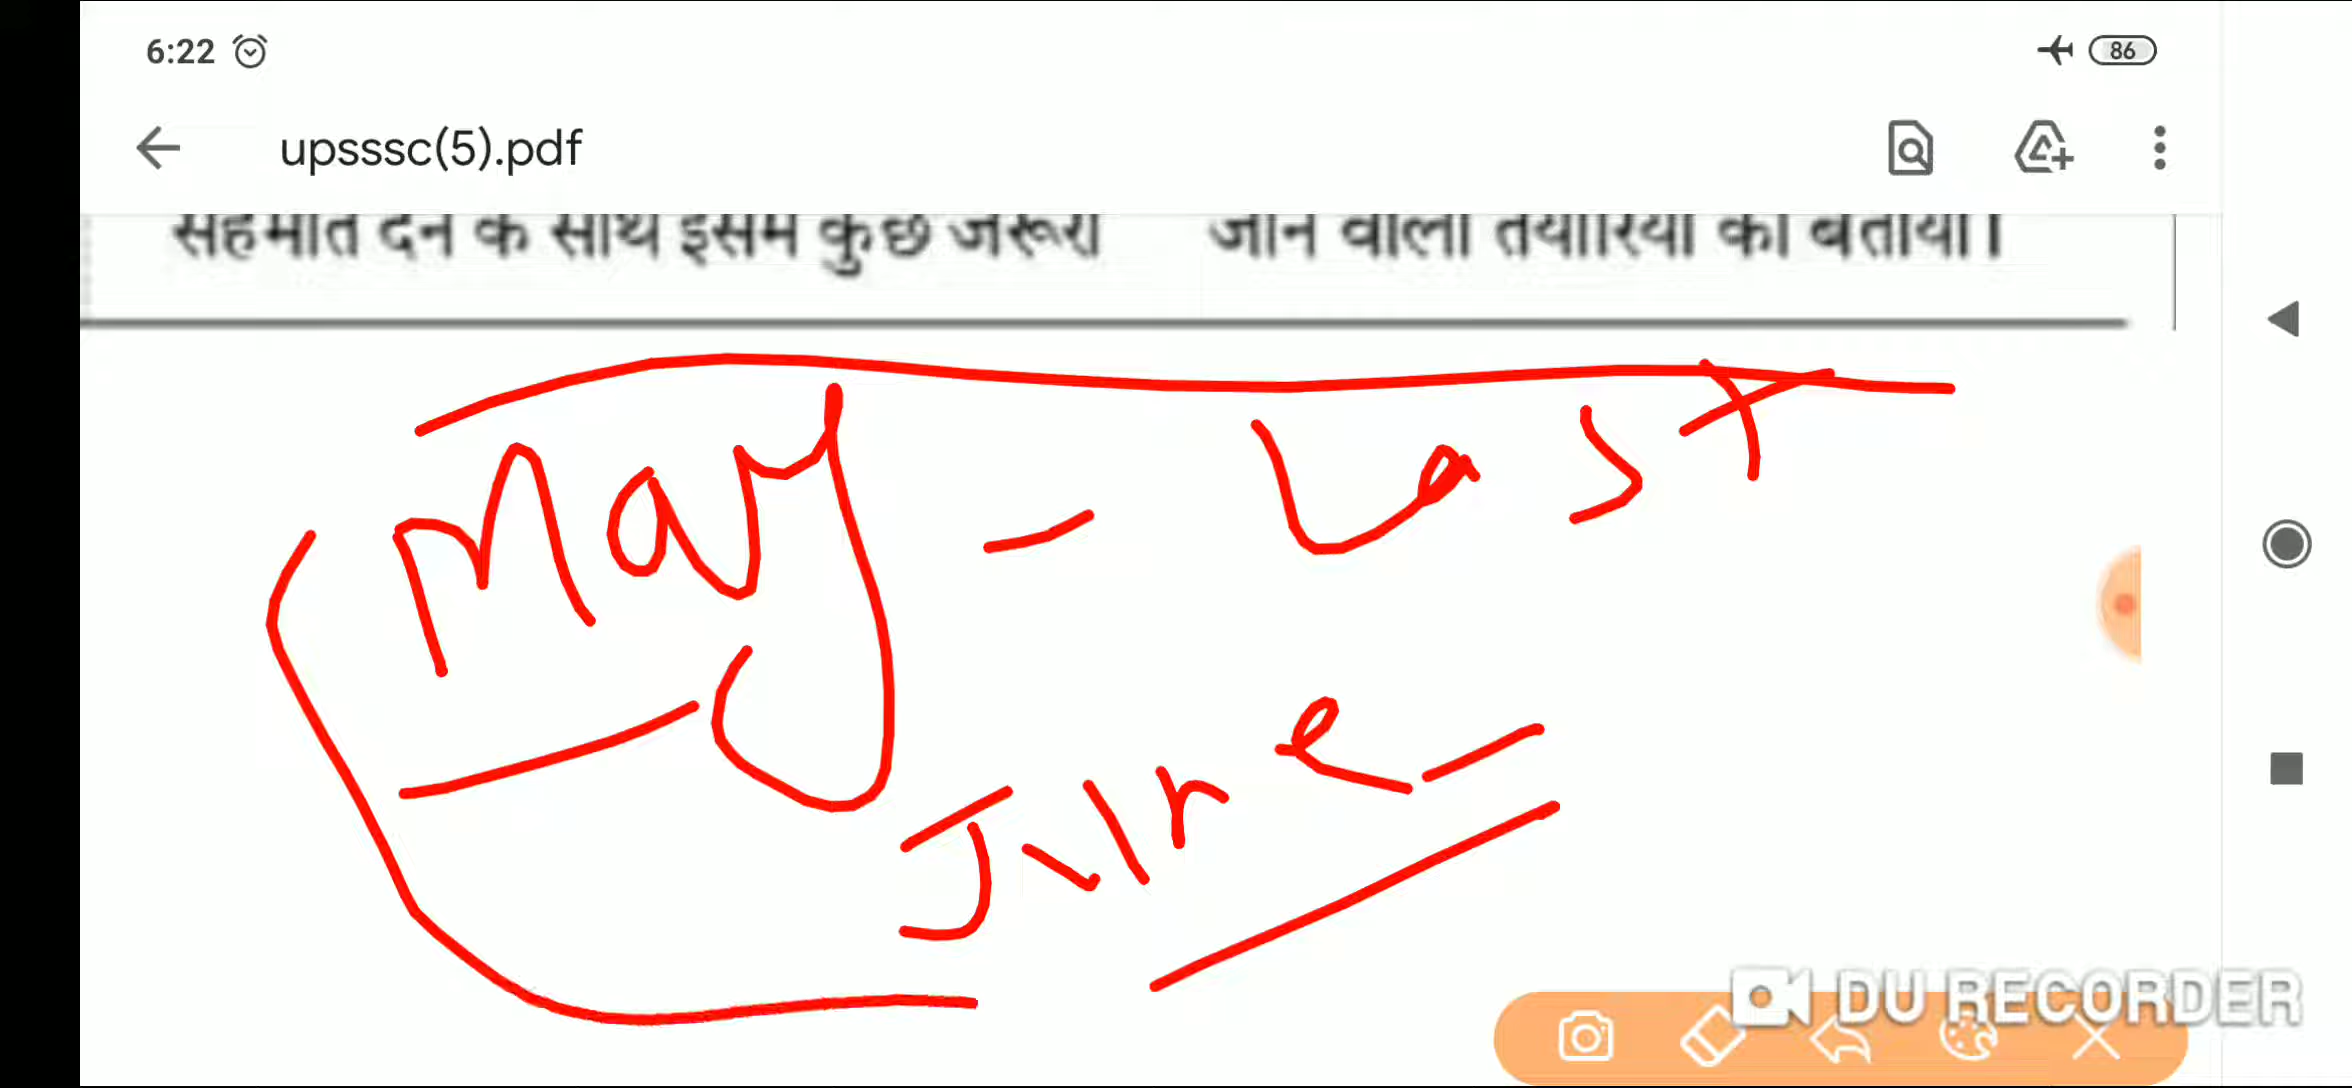 6:22 86
upsssc(5).pdf
सहमति देने के साथ इसमें कुछ जरूरी जाने वाली तैयारियों को बताया।
May - Last
June -
DU RECORDER